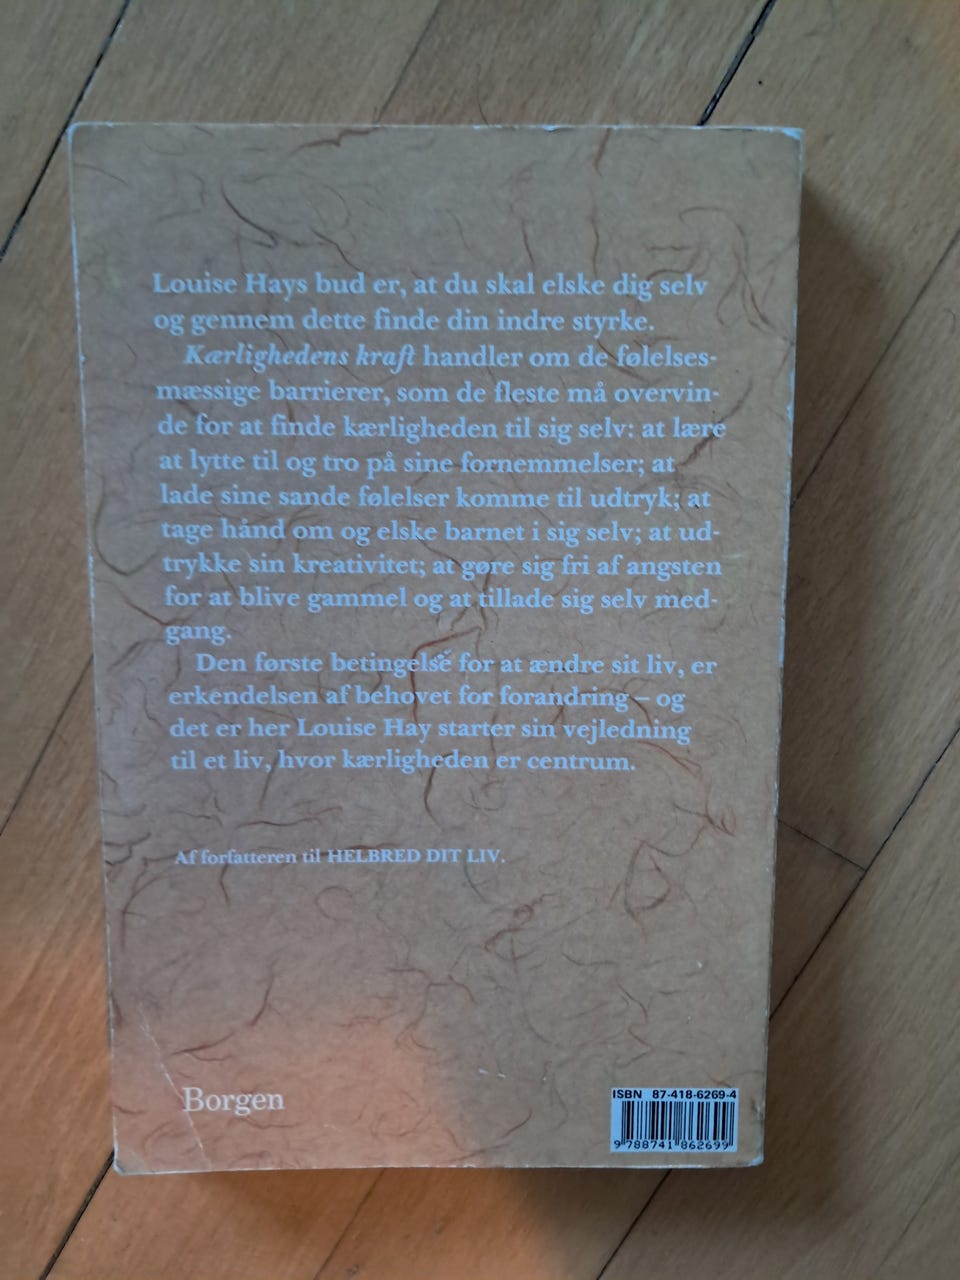 Louise Hays bud er, at du skal elske dig selv
og gennem dette finde din indre styrke.
Kærlighedens kraft handler om de følelses-
mæssige barrierer, som de fleste må overvin-
de for at finde kærligheden til sig selv: at lære
at lytte til og tro på sine fornemmelser; at
lade sine sande følelser komme til udtryk; at
tage hånd om og elske barnet i sig selv; at ud-
trykke sin kreativitet; at gøre sig fri af angsten
for at blive gammel og at tillade sig selv med-
gang.
Den første betingelse for at ændre sit liv, er
erkendelsen af behovet for forandring – og
det er her Louise Hay starter sin vejledning
til et liv, hvor kærligheden er centrum.
Af forfatteren til HELBRED DIT LIV.
Borgen
ISBN 87-418-6269-4
9 788741 862699